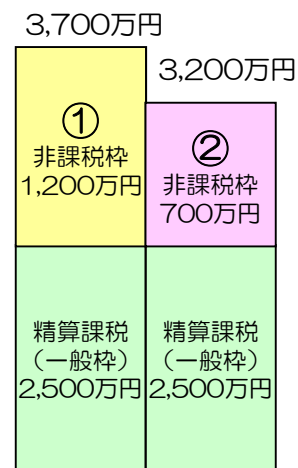 3,700万円
3,200万円
①
非課税枠
1,200万円
②
非課税枠
700万円
精算課税
（一般枠）
2,500万円
精算課税
（一般枠）
2,500万円